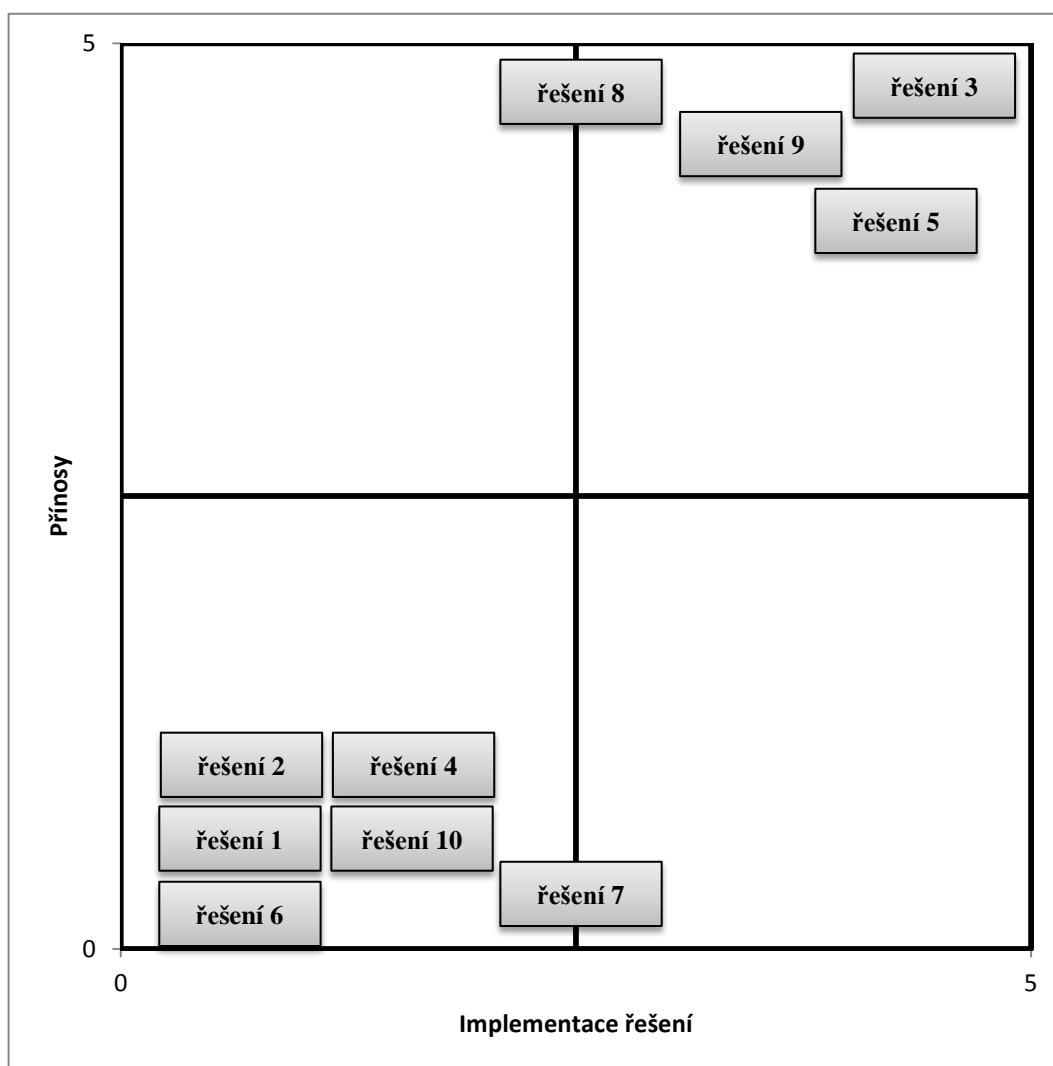 5
řešení 8
řešení 3
řešení 9
řešení 5
Přínosy
řešení 2
řešení 4
řešení 1
řešení 10
řešení 7
řešení 6
0
0
5
Implementace řešení